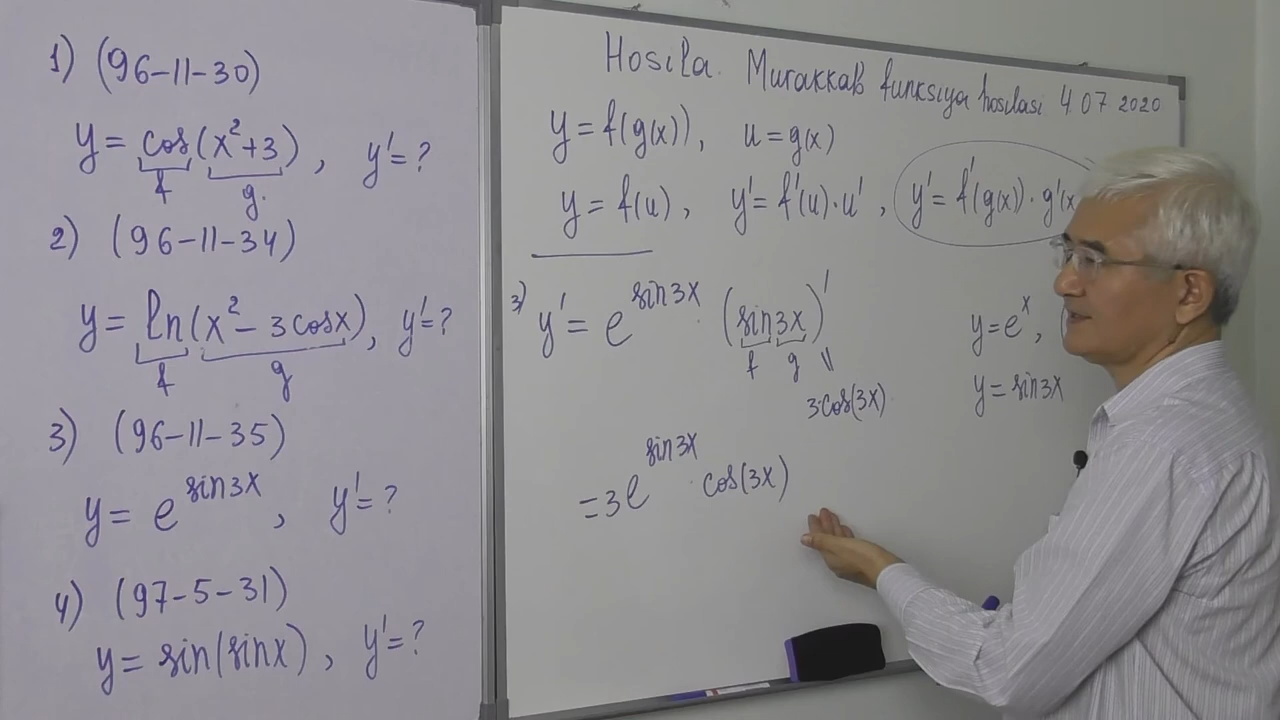 1) (96-11-30)
y = cos(x²+3), y' = ?
f g.
2) (96-11-34)
y = ln(x² - 3cosx), y' = ?
f g
3) (96-11-35)
y = e^sin3x, y' = ?
4) (97-5-31)
y = sin(sinx), y' = ?
Hosila. Murakkab funksiya hosilasi 4 07 2020
y = f(g(x)), u = g(x)
y = f(u), y' = f'(u)·u', y' = f'(g(x))·g'(x
3) y' = e^sin3x (sin3x)'
f g ||
3·cos(3x)
y = e^x,
y = sin3x
= 3e^sin3x · cos(3x)